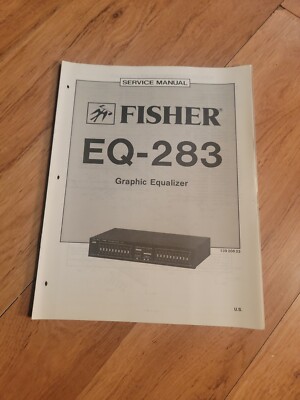 SERVICE MANUAL
FISHER®
EQ-283
Graphic Equalizer
U.S.